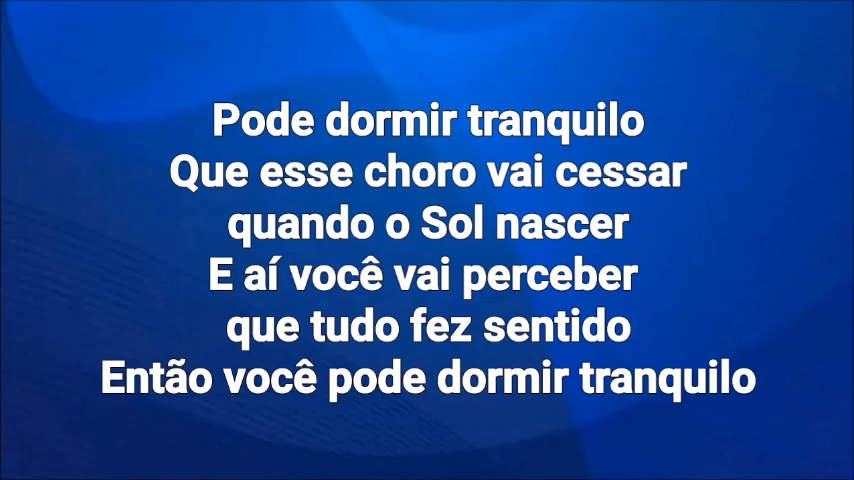 Pode dormir tranquilo
Que esse choro vai cessar
quando o Sol nascer
E aí você vai perceber
que tudo fez sentido
Então você pode dormir tranquilo